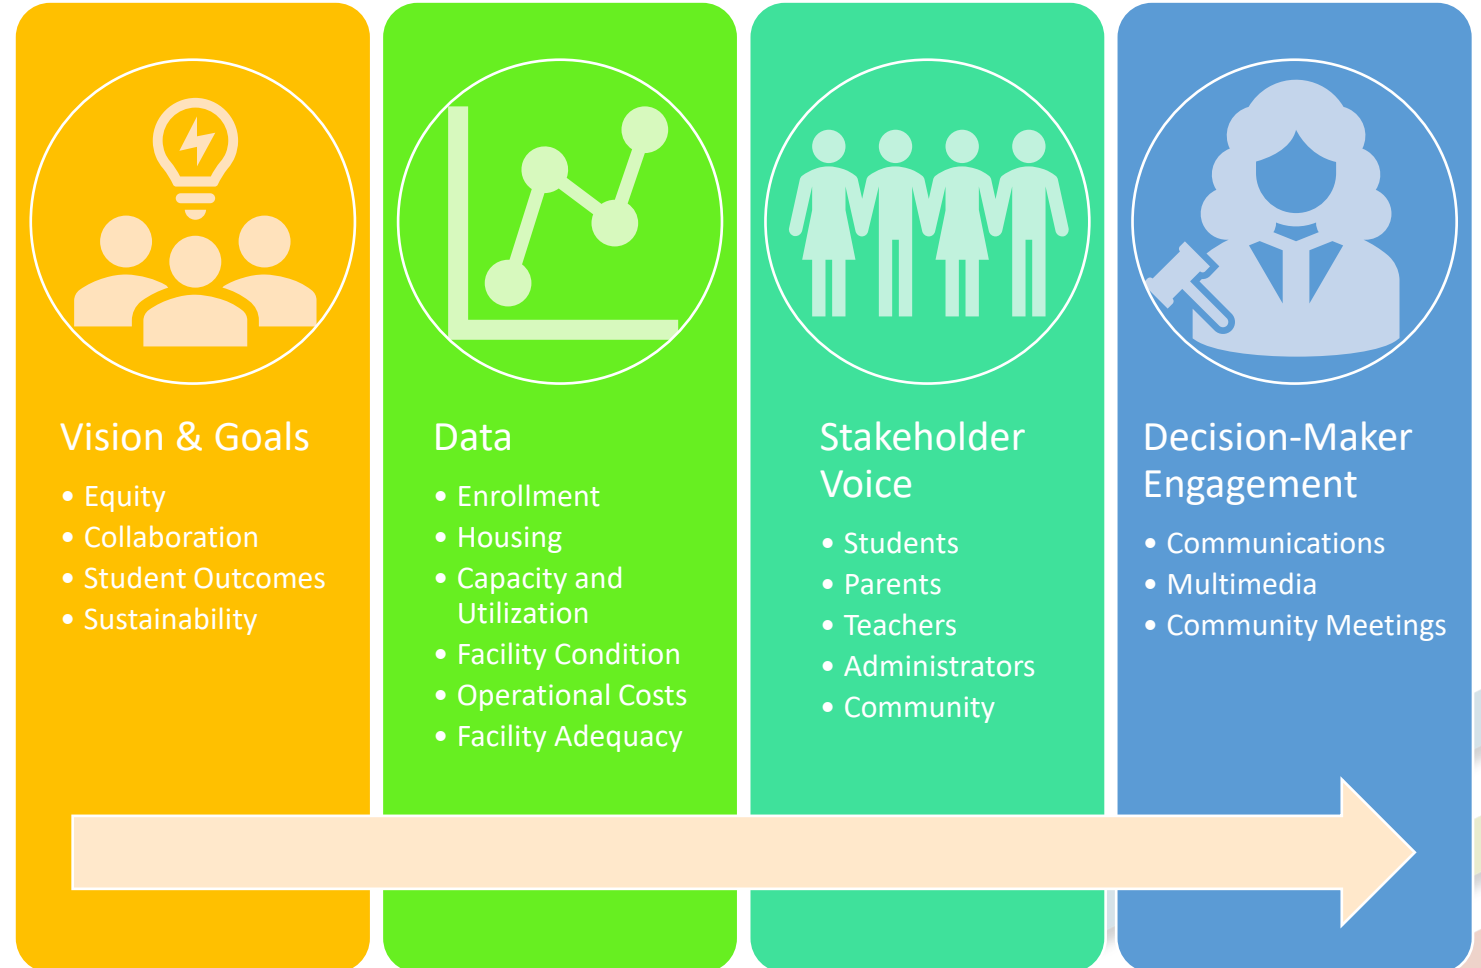 Vision & Goals
• Equity
• Collaboration
• Student Outcomes
• Sustainability
Data
• Enrollment
• Housing
• Capacity and
Utilization
• Facility Condition
• Operational Costs
• Facility Adequacy
Stakeholder
Voice
• Students
• Parents
• Teachers
• Administrators
• Community
Decision-Maker
Engagement
• Communications
• Multimedia
• Community Meetings